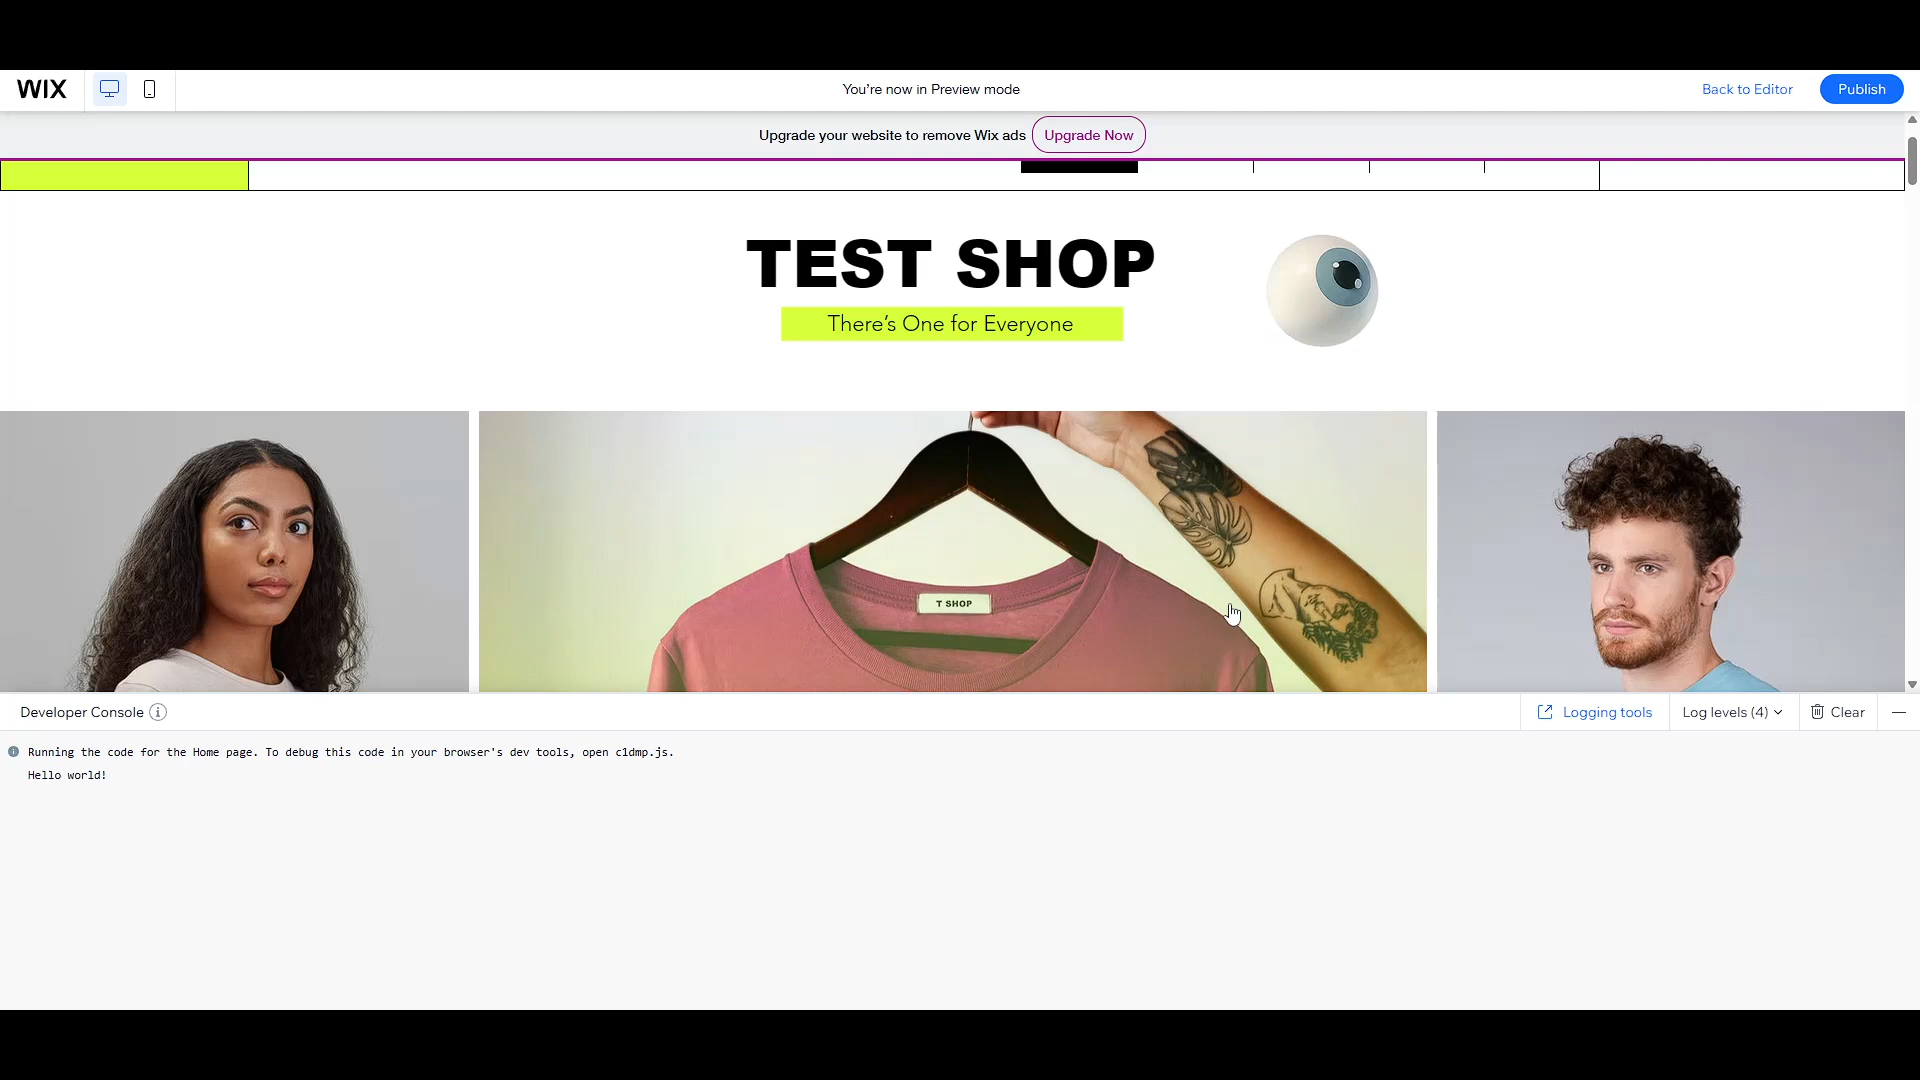 WIX
You're now in Preview mode
Back to Editor
Publish
Upgrade your website to remove Wix ads
Upgrade Now
TEST SHOP
There's One for Everyone
T SHOP
Developer Console
Logging tools
Log levels (4)
Clear
Running the code for the Home page. To debug this code in your browser's dev tools, open c1dmp.js.
Hello world!